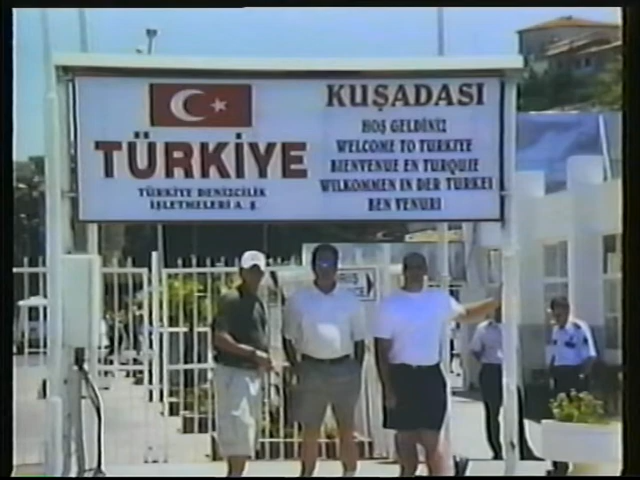 TÜRKİYE
TÜRKİYE DENİZCİLİK
İŞLETMELERİ A. Ş.
KUŞADASI
HOŞ GELDİNİZ
WELCOME TO TURKIYE
BIENVENUE EN TURQUIE
WILKOMMEN IN DER TURKEI
BEN VENURI